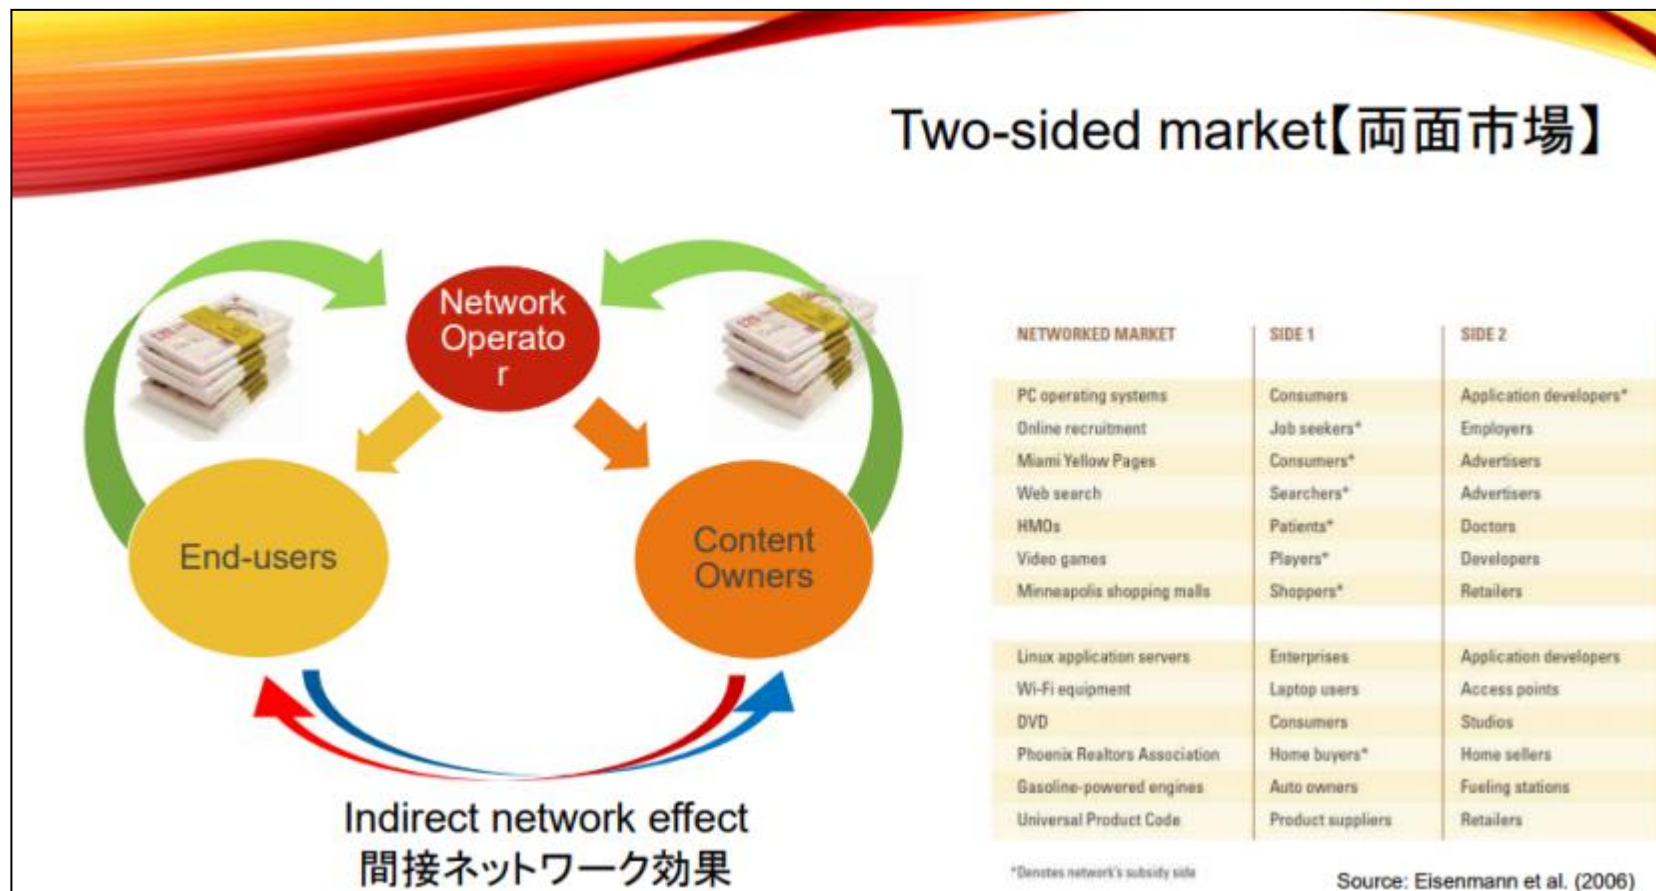 Two-sided market【両面市場】
Network
Operato
r
End-users
Content
Owners
Indirect network effect
間接ネットワーク効果
NETWORKED MARKET SIDE 1 SIDE 2
PC operating systems Consumers Application developers*
Online recruitment Job seekers* Employers
Miami Yellow Pages Consumers* Advertisers
Web search Searchers* Advertisers
HMOs Patients* Doctors
Video games Players* Developers
Minneapolis shopping malls Shoppers* Retailers
Linux application servers Enterprises Application developers
Wi-Fi equipment Laptop users Access points
DVD Consumers Studios
Phoenix Realtors Association Home buyers* Home sellers
Gasoline-powered engines Auto owners Fueling stations
Universal Product Code Product suppliers Retailers
*Denotes network's subsidy side
Source: Eisenmann et al. (2006)